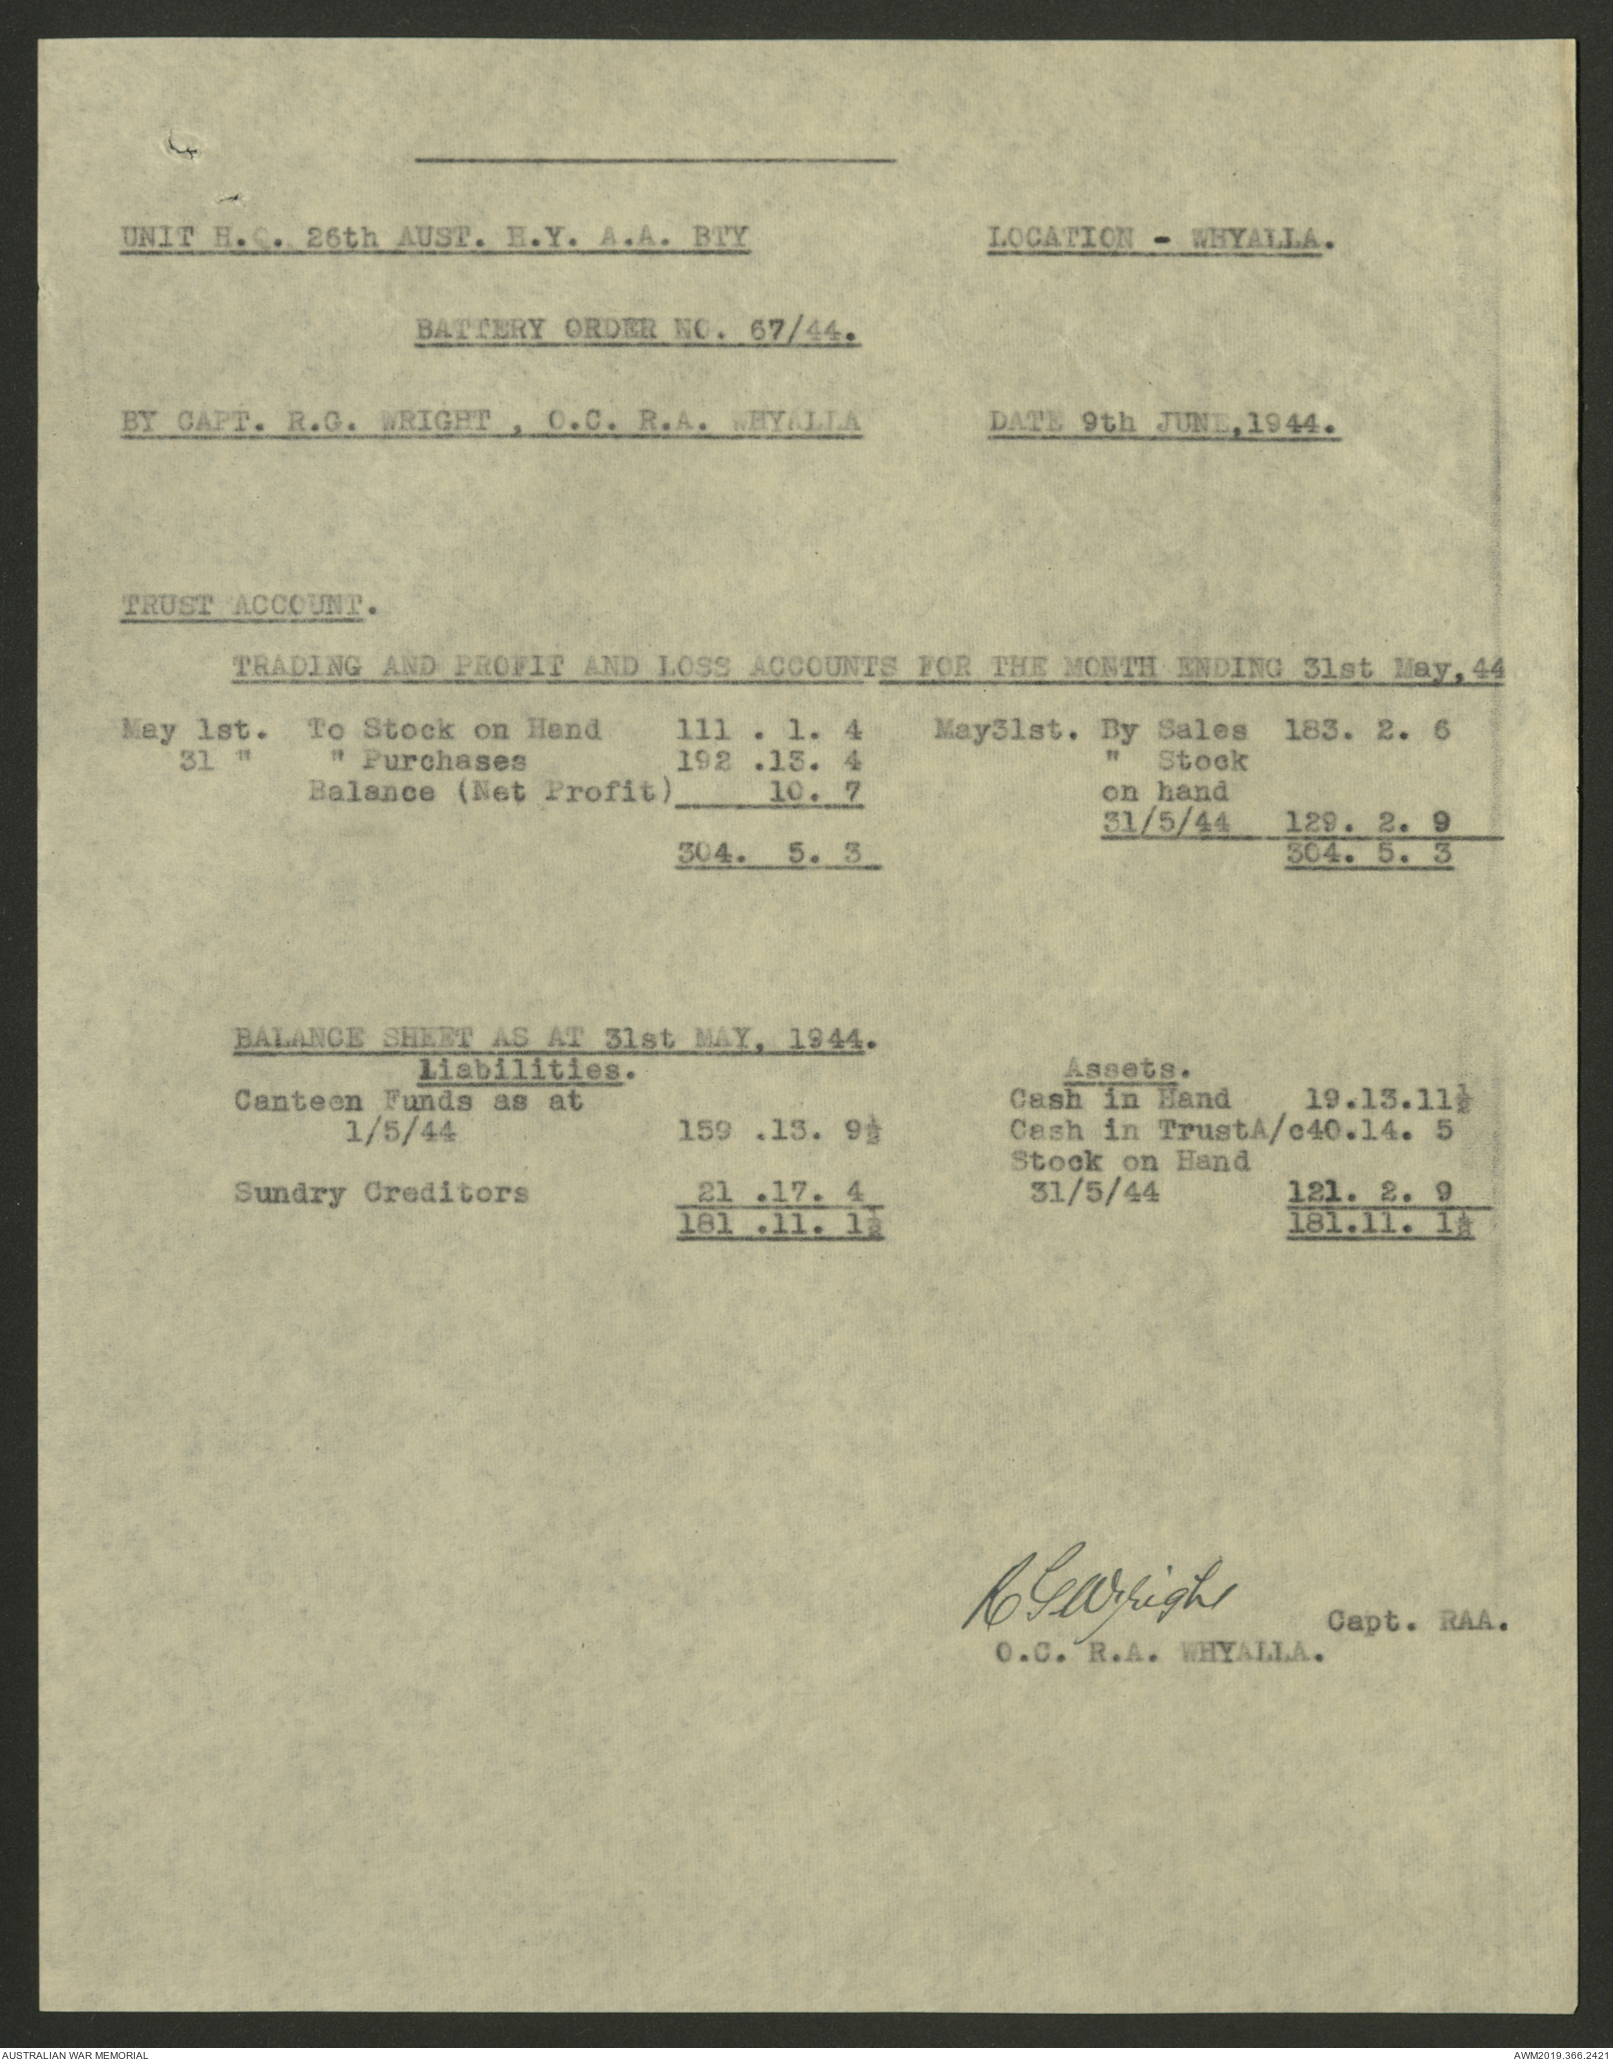 UNIT H.Q. 26th AUST. H.Y. A.A. BTY LOCATION - WHYALLA.
BATTERY ORDER NO. 67/44.
BY CAPT. R.G. WRIGHT , O.C. R.A. WHYALLA DATE 9th JUNE,1944.
TRUST ACCOUNT.
TRADING AND PROFIT AND LOSS ACCOUNTS FOR THE MONTH ENDING 31st May,44
May 1st. To Stock on Hand 111 . 1. 4 May31st. By Sales 183. 2. 6
31 " " Purchases 192 .13. 4 " Stock
Balance (Net Profit) 10. 7 on hand
31/5/44 129. 2. 9
304. 5. 3 304. 5. 3
BALANCE SHEET AS AT 31st MAY, 1944.
Liabilities. Assets.
Canteen Funds as at Cash in Hand 19.13.11½
1/5/44 159 .13. 9½ Cash in TrustA/c40.14. 5
Stock on Hand
Sundry Creditors 21 .17. 4 31/5/44 121. 2. 9
181 .11. 1½ 181.11. 1½
R G Wright
Capt. RAA.
O.C. R.A. WHYALLA.
AUSTRALIAN WAR MEMORIAL AWM2019.366.2421